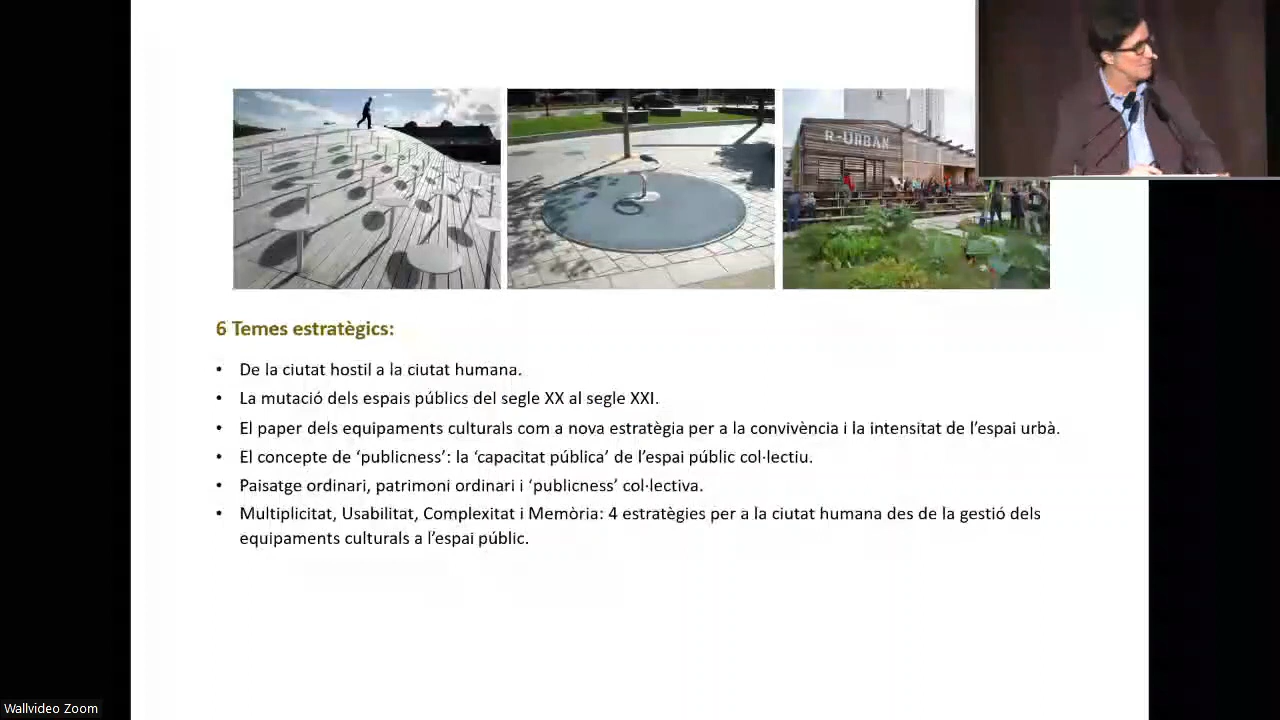 R-URBAN
6 Temes estratègics:
• De la ciutat hostil a la ciutat humana.
• La mutació dels espais públics del segle XX al segle XXI.
• El paper dels equipaments culturals com a nova estratègia per a la convivència i la intensitat de l’espai urbà.
• El concepte de ‘publicness’: la ‘capacitat pública’ de l’espai públic col·lectiu.
• Paisatge ordinari, patrimoni ordinari i ‘publicness’ col·lectiva.
• Multiplicitat, Usabilitat, Complexitat i Memòria: 4 estratègies per a la ciutat humana des de la gestió dels
equipaments culturals a l’espai públic.
Wallvideo Zoom